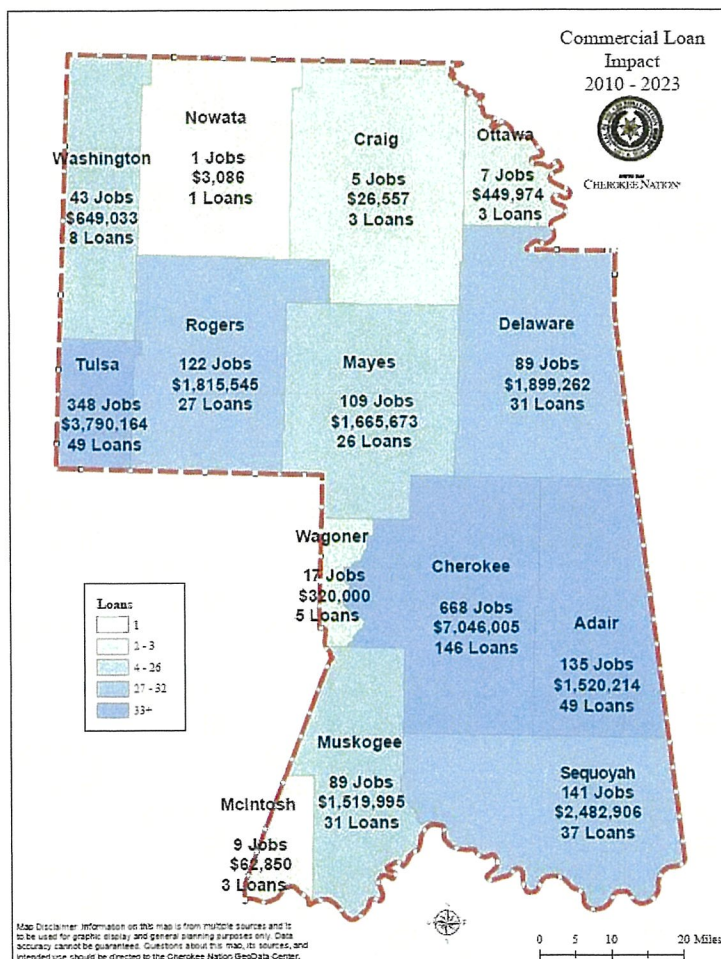 Commercial Loan
Impact
2010 - 2023
CHEROKEE NATION®
Nowata
1 Jobs
$3,086
1 Loans
Craig
5 Jobs
$26,557
3 Loans
Ottawa
7 Jobs
$449,974
3 Loans
Washington
43 Jobs
$649,033
8 Loans
Rogers
122 Jobs
$1,815,545
27 Loans
Delaware
89 Jobs
$1,899,262
31 Loans
Tulsa
348 Jobs
$3,790,164
49 Loans
Mayes
109 Jobs
$1,665,673
26 Loans
Wagoner
17 Jobs
$320,000
5 Loans
Cherokee
668 Jobs
$7,046,005
146 Loans
Adair
135 Jobs
$1,520,214
49 Loans
Loans
1
2 - 3
4 - 26
27 - 32
33+
Muskogee
89 Jobs
$1,519,995
31 Loans
Sequoyah
141 Jobs
$2,482,906
37 Loans
McIntosh
9 Jobs
$62,850
3 Loans
Map Disclaimer: Information on this map is from multiple sources and is
to be used for graphic display and general planning purposes only. Data
accuracy cannot be guaranteed. Questions about this map, its sources, and
intended use should be directed to the Cherokee Nation GeoData Center.
0 5 10 20 Miles